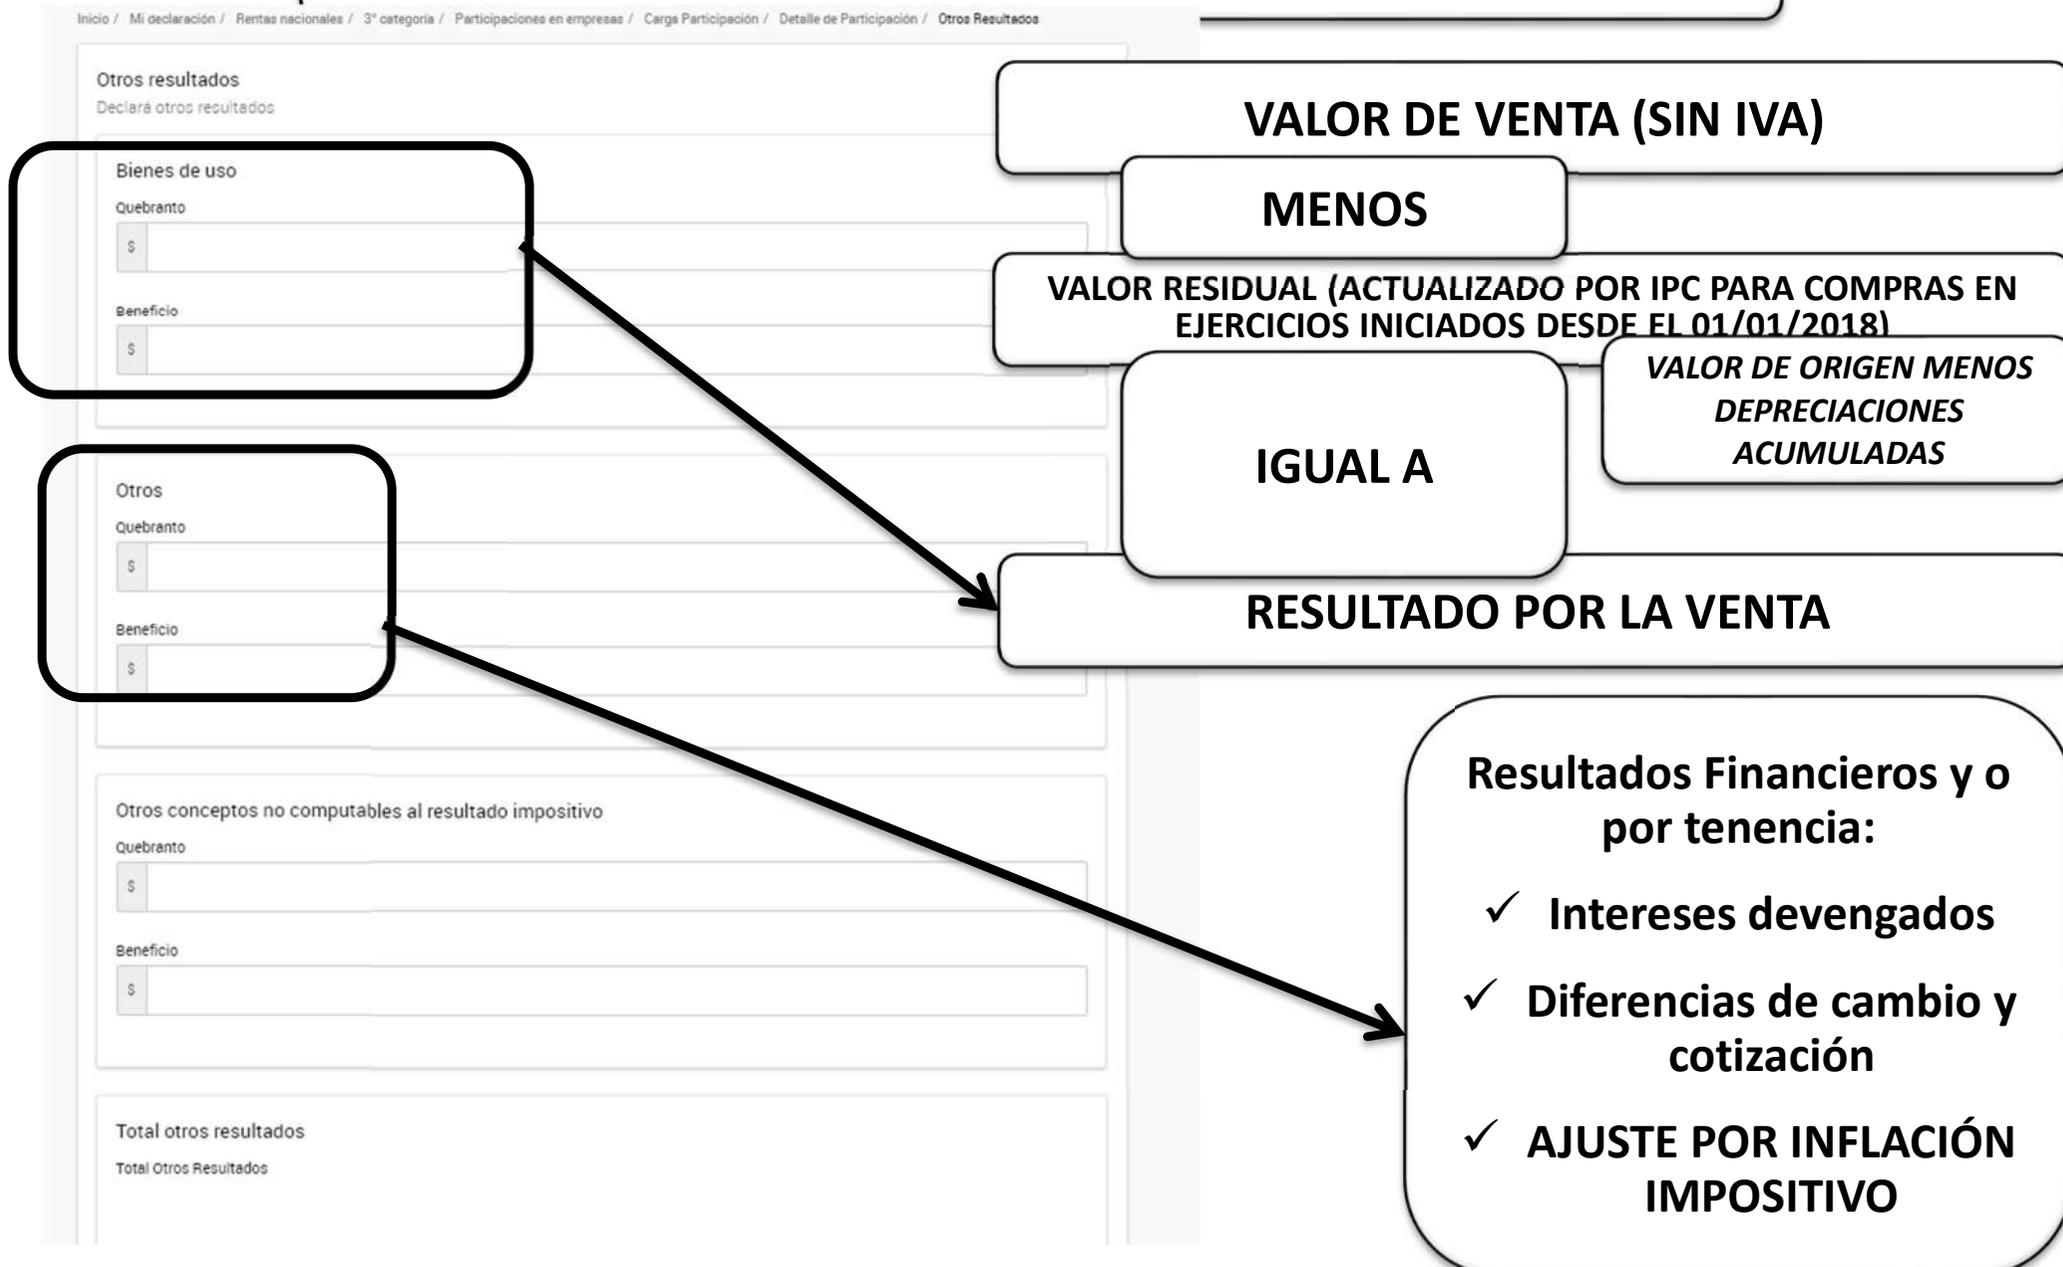 Inicio / Mi declaración / Rentas nacionales / 3° categoría / Participaciones en empresas / Carga Participación / Detalle de Participación / Otros Resultados
Otros resultados
Declará otros resultados
Bienes de uso
Quebranto
$
Beneficio
$
Otros
Quebranto
$
Beneficio
$
Otros conceptos no computables al resultado impositivo
Quebranto
$
Beneficio
$
Total otros resultados
Total Otros Resultados
VALOR DE VENTA (SIN IVA)
MENOS
VALOR RESIDUAL (ACTUALIZADO POR IPC PARA COMPRAS EN
EJERCICIOS INICIADOS DESDE EL 01/01/2018)
VALOR DE ORIGEN MENOS
DEPRECIACIONES
ACUMULADAS
IGUAL A
RESULTADO POR LA VENTA
Resultados Financieros y o
por tenencia:
✓ Intereses devengados
✓ Diferencias de cambio y
cotización
✓ AJUSTE POR INFLACIÓN
IMPOSITIVO